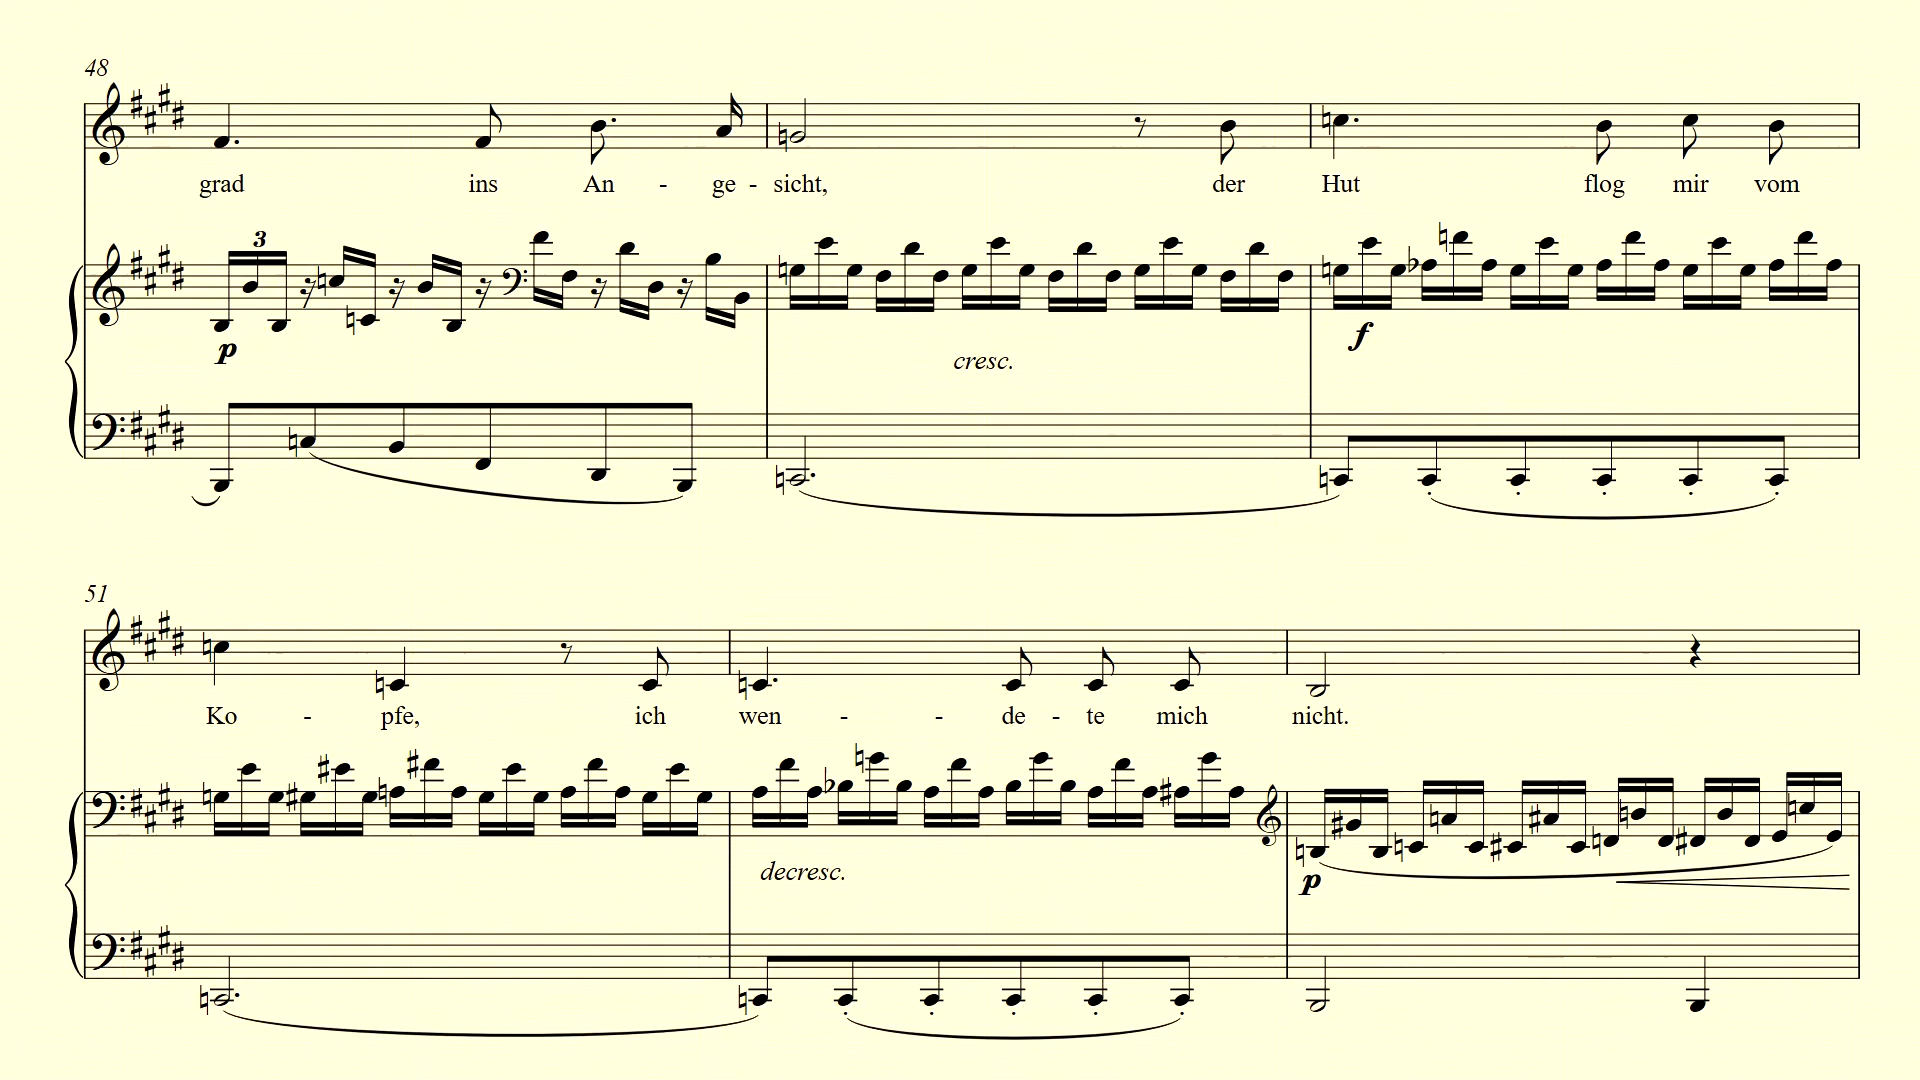 48
grad ins An - ge - sicht, der Hut flog mir vom
3
p cresc. f
51
Ko - pfe, ich wen - - de - te mich nicht.
decresc. p